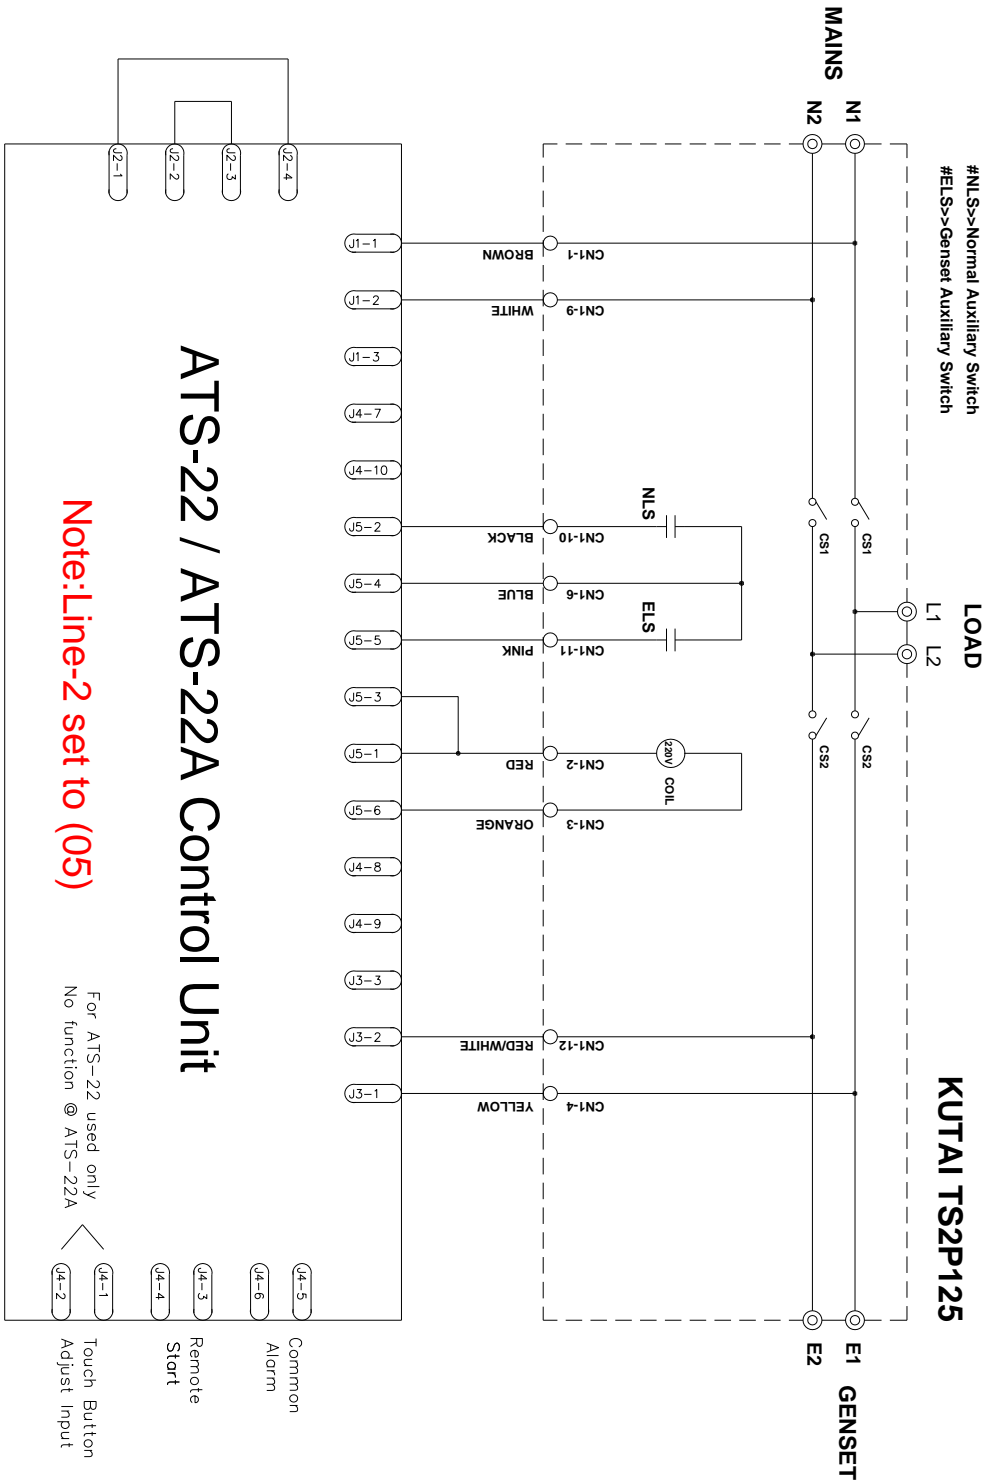 #NLS>>Normal Auxiliary Switch
#ELS>>Genset Auxiliary Switch
LOAD
KUTAI TS2P125
L1
L2
MAINS
N1
N2
CS1
CS1
CS2
CS2
E1
E2
GENSET
NLS
ELS
220V
COIL
CN1-1
CN1-9
CN1-10
CN1-6
CN1-11
CN1-2
CN1-3
CN1-12
CN1-4
BROWN
WHITE
BLACK
BLUE
PINK
RED
ORANGE
RED/WHITE
YELLOW
J1-1
J1-2
J1-3
J4-7
J4-10
J5-2
J5-4
J5-5
J5-3
J5-1
J5-6
J4-8
J4-9
J3-3
J3-2
J3-1
J2-4
J2-3
J2-2
J2-1
ATS-22 / ATS-22A Control Unit
Note:Line-2 set to (05)
For ATS-22 used only
No function @ ATS-22A
J4-5
J4-6
J4-3
J4-4
J4-1
J4-2
Common
Alarm
Remote
Start
Touch Button
Adjust Input